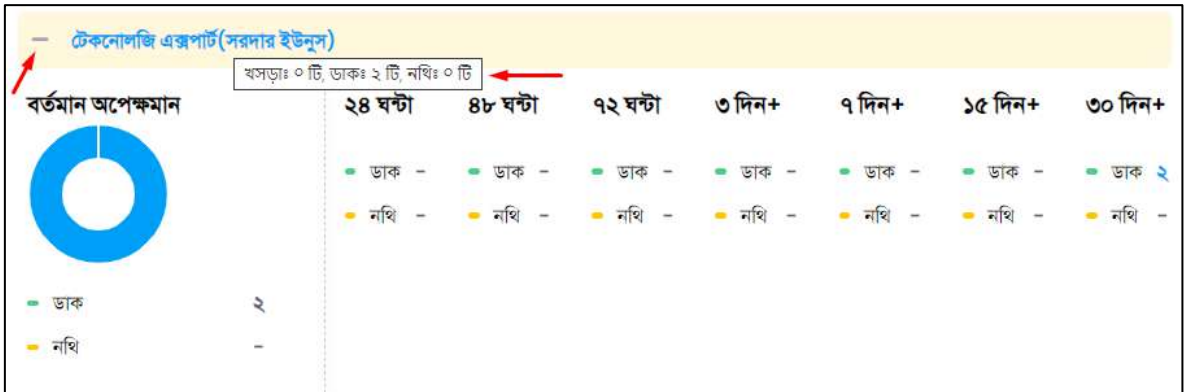 — টেকনোলজি এক্সপার্ট(সরদার ইউনুস)
খসড়াঃ ০ টি, ডাকঃ ২ টি, নথিঃ ০ টি
বর্তমান অপেক্ষমান
২৪ ঘন্টা ৪৮ ঘন্টা ৭২ ঘন্টা ৩ দিন+ ৭ দিন+ ১৫ দিন+ ৩০ দিন+
ডাক - ডাক - ডাক - ডাক - ডাক - ডাক - ডাক ২
নথি - নথি - নথি - নথি - নথি - নথি - নথি -
ডাক ২
নথি -